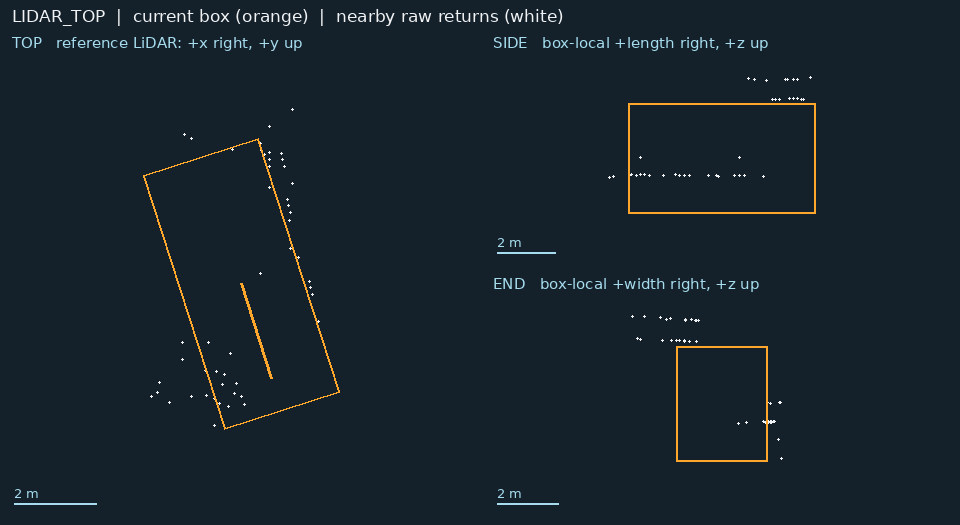 LIDAR_TOP  |  current box (orange)  |  nearby raw returns (white)
TOP   reference LiDAR: +x right, +y up
SIDE   box-local +length right, +z up
2 m
END   box-local +width right, +z up
2 m
2 m